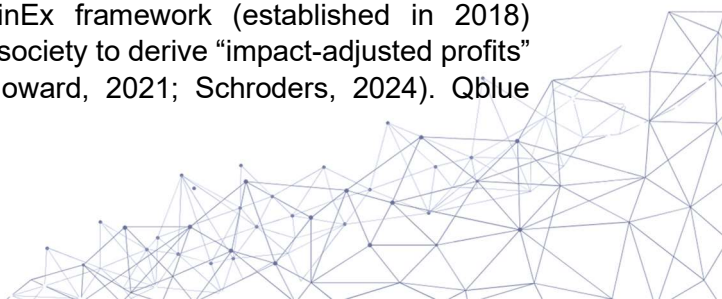 inEx framework (established in 2018)
society to derive “impact-adjusted profits”
oward, 2021; Schroders, 2024). Qblue